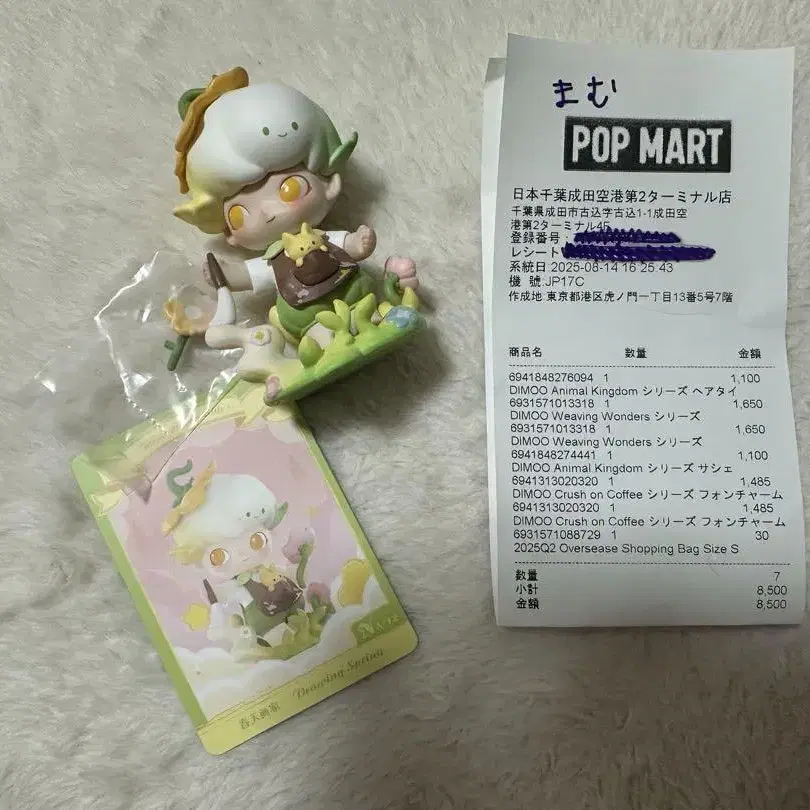 まむ
POP MART
日本千葉成田空港第2ターミナル店
千葉県成田市古込字古込1-1成田空
港第2ターミナル4F
登録番号:
レシート
系統日:2025-08-14 16:25:43
機 號:JP17C
作成地:東京都港区虎ノ門一丁目13番5号7階
商品名 数量 金額
6941848276094 1 1,100
DIMOO Animal Kingdom シリーズ ヘアタイ
6931571013318 1 1,650
DIMOO Weaving Wonders シリーズ
6931571013318 1 1,650
DIMOO Weaving Wonders シリーズ
6941848274441 1 1,100
DIMOO Animal Kingdom シリーズ サシェ
6941313020320 1 1,485
DIMOO Crush on Coffee シリーズ フォンチャーム
6941313020320 1 1,485
DIMOO Crush on Coffee シリーズ フォンチャーム
6931571088729 1 30
2025Q2 Oversease Shopping Bag Size S
数量 7
小計 8,500
金額 8,500
春天画家 Drawing Spring